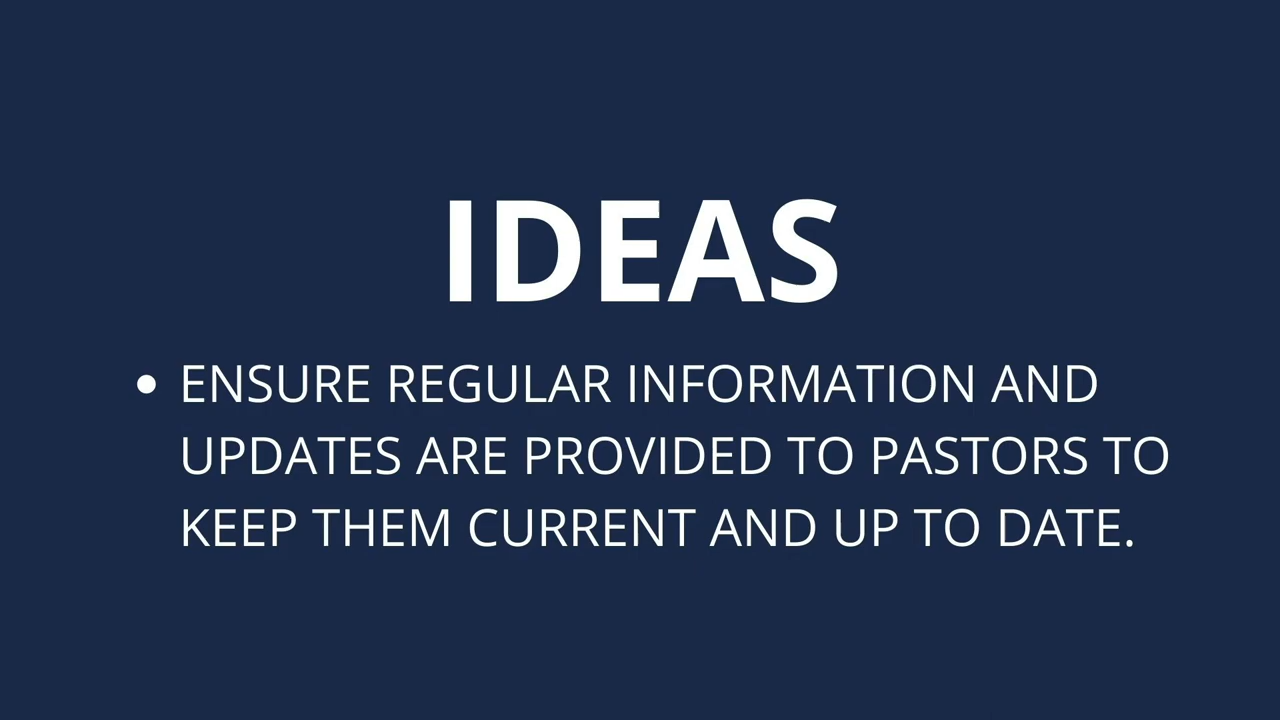 IDEAS
• ENSURE REGULAR INFORMATION AND
UPDATES ARE PROVIDED TO PASTORS TO
KEEP THEM CURRENT AND UP TO DATE.